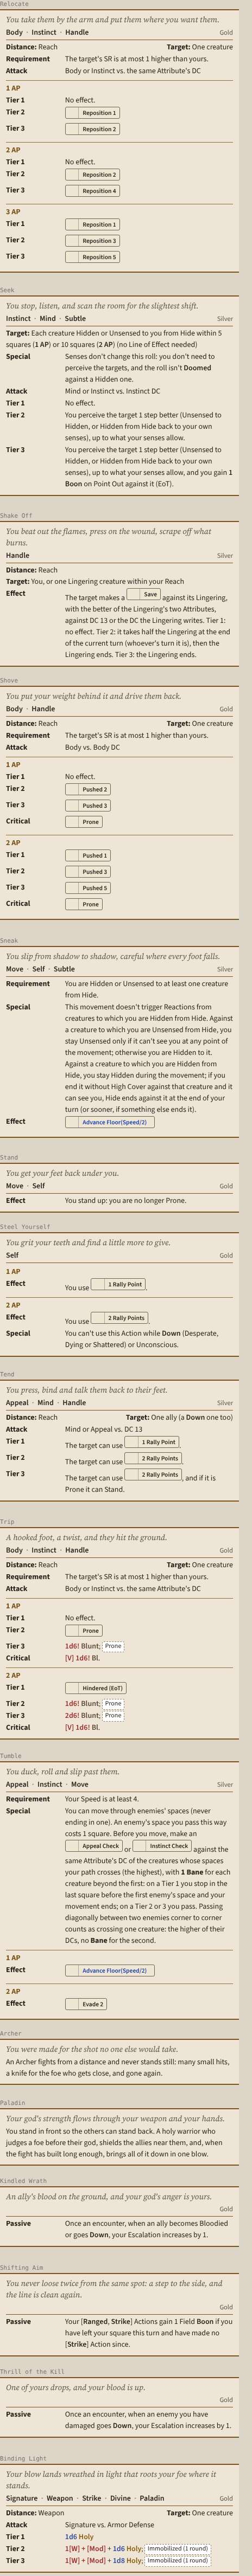 Relocate
You take them by the arm and put them where you want them.
Body · Instinct · Handle Gold
Distance: Reach Target: One creature
Requirement The target's SR is at most 1 higher than yours.
Attack Body or Instinct vs. the same Attribute's DC
1 AP
Tier 1 No effect.
Tier 2 Reposition 1
Tier 3 Reposition 2
2 AP
Tier 1 No effect.
Tier 2 Reposition 2
Tier 3 Reposition 4
3 AP
Tier 1 Reposition 1
Tier 2 Reposition 3
Tier 3 Reposition 5
Seek
You stop, listen, and scan the room for the slightest shift.
Instinct · Mind · Subtle Silver
Target: Each creature Hidden or Unsensed to you from Hide within 5
squares (1 AP) or 10 squares (2 AP) (no Line of Effect needed)
Special Senses don't change this roll: you don't need to
perceive the targets, and the roll isn't Doomed
against a Hidden one.
Attack Mind or Instinct vs. Instinct DC
Tier 1 No effect.
Tier 2 You perceive the target 1 step better (Unsensed to
Hidden, or Hidden from Hide back to your own
senses), up to what your senses allow.
Tier 3 You perceive the target 1 step better (Unsensed to
Hidden, or Hidden from Hide back to your own
senses), up to what your senses allow, and you gain 1
Boon on Point Out against it (EoT).
Shake Off
You beat out the flames, press on the wound, scrape off what
burns.
Handle Silver
Distance: Reach
Target: You, or one Lingering creature within your Reach
Effect The target makes a Save against its Lingering,
with the better of the Lingering's two Attributes,
against DC 13 or the DC the Lingering writes. Tier 1:
no effect. Tier 2: it takes half the Lingering at the end
of the current turn (whoever's turn it is), then the
Lingering ends. Tier 3: the Lingering ends.
Shove
You put your weight behind it and drive them back.
Body · Handle Gold
Distance: Reach Target: One creature
Requirement The target's SR is at most 1 higher than yours.
Attack Body vs. Body DC
1 AP
Tier 1 No effect.
Tier 2 Pushed 2
Tier 3 Pushed 3
Critical Prone
2 AP
Tier 1 Pushed 1
Tier 2 Pushed 3
Tier 3 Pushed 5
Critical Prone
Sneak
You slip from shadow to shadow, careful where every foot falls.
Move · Self · Subtle Silver
Requirement You are Hidden or Unsensed to at least one creature
from Hide.
Special This movement doesn't trigger Reactions from
creatures to which you are Hidden from Hide. Against
a creature to which you are Unsensed from Hide, you
stay Unsensed only if it can't see you at any point of
the movement; otherwise you are Hidden to it.
Against a creature to which you are Hidden from
Hide, you stay Hidden during the movement; if you
end it without High Cover against that creature and it
can see you, Hide ends against it at the end of your
turn (or sooner, if something else ends it).
Effect Advance Floor(Speed/2)
Stand
You get your feet back under you.
Move · Self Gold
Effect You stand up: you are no longer Prone.
Steel Yourself
You grit your teeth and find a little more to give.
Self Gold
1 AP
Effect You use 1 Rally Point.
2 AP
Effect You use 2 Rally Points.
Special You can't use this Action while Down (Desperate,
Dying or Shattered) or Unconscious.
Tend
You press, bind and talk them back to their feet.
Appeal · Mind · Handle Silver
Distance: Reach Target: One ally (a Down one too)
Attack Mind or Appeal vs. DC 13
Tier 1 The target can use 1 Rally Point.
Tier 2 The target can use 2 Rally Points.
Tier 3 The target can use 2 Rally Points, and if it is
Prone it can Stand.
Trip
A hooked foot, a twist, and they hit the ground.
Body · Instinct · Handle Gold
Distance: Reach Target: One creature
Requirement The target's SR is at most 1 higher than yours.
Attack Body or Instinct vs. the same Attribute's DC
1 AP
Tier 1 No effect.
Tier 2 Prone
Tier 3 1d6! Blunt; Prone
Critical [V] 1d6! Bl.
2 AP
Tier 1 Hindered (EoT)
Tier 2 1d6! Blunt; Prone
Tier 3 2d6! Blunt; Prone
Critical [V] 1d6! Bl.
Tumble
You duck, roll and slip past them.
Appeal · Instinct · Move Silver
Requirement Your Speed is at least 4.
Special You can move through enemies' spaces (never
ending in one). An enemy's space you pass this way
costs 1 square. Before you move, make an
Appeal Check or Instinct Check against the
same Attribute's DC of the creatures whose spaces
your path crosses (the highest), with 1 Bane for each
creature beyond the first: on a Tier 1 you stop in the
last square before the first enemy's space and your
movement ends; on a Tier 2 or 3 you pass. Passing
diagonally between two enemies corner to corner
counts as crossing one creature: the higher of their
DCs, no Bane for the second.
1 AP
Effect Advance Floor(Speed/2)
2 AP
Effect Evade 2
Archer
You were made for the shot no one else would take.
An Archer fights from a distance and never stands still: many small hits,
a knife for the foe who gets close, and gone again.
Paladin
Your god's strength flows through your weapon and your hands.
You stand in front so the others can stand back. A holy warrior who
judges a foe before their god, shields the allies near them, and, when
the fight has built long enough, brings all of it down in one blow.
Kindled Wrath
An ally's blood on the ground, and your god's anger is yours.
Gold
Passive Once an encounter, when an ally becomes Bloodied
or goes Down, your Escalation increases by 1.
Shifting Aim
You never loose twice from the same spot: a step to the side, and
the line is clean again.
Gold
Passive Your [Ranged, Strike] Actions gain 1 Field Boon if you
have left your square this turn and have made no
[Strike] Action since.
Thrill of the Kill
One of yours drops, and your blood is up.
Gold
Passive Once an encounter, when an enemy you have
damaged goes Down, your Escalation increases by 1.
Binding Light
Your blow lands wreathed in light that roots your foe where it
stands.
Signature · Weapon · Strike · Divine · Paladin Gold
Distance: Weapon Target: One creature
Attack Signature vs. Armor DC
Tier 1 1d6 Holy
Tier 2 1[W] + [Mod] + 1d6 Holy; Immobilized (1 round)
Tier 3 1[W] + [Mod] + 1d8 Holy; Immobilized (1 round)